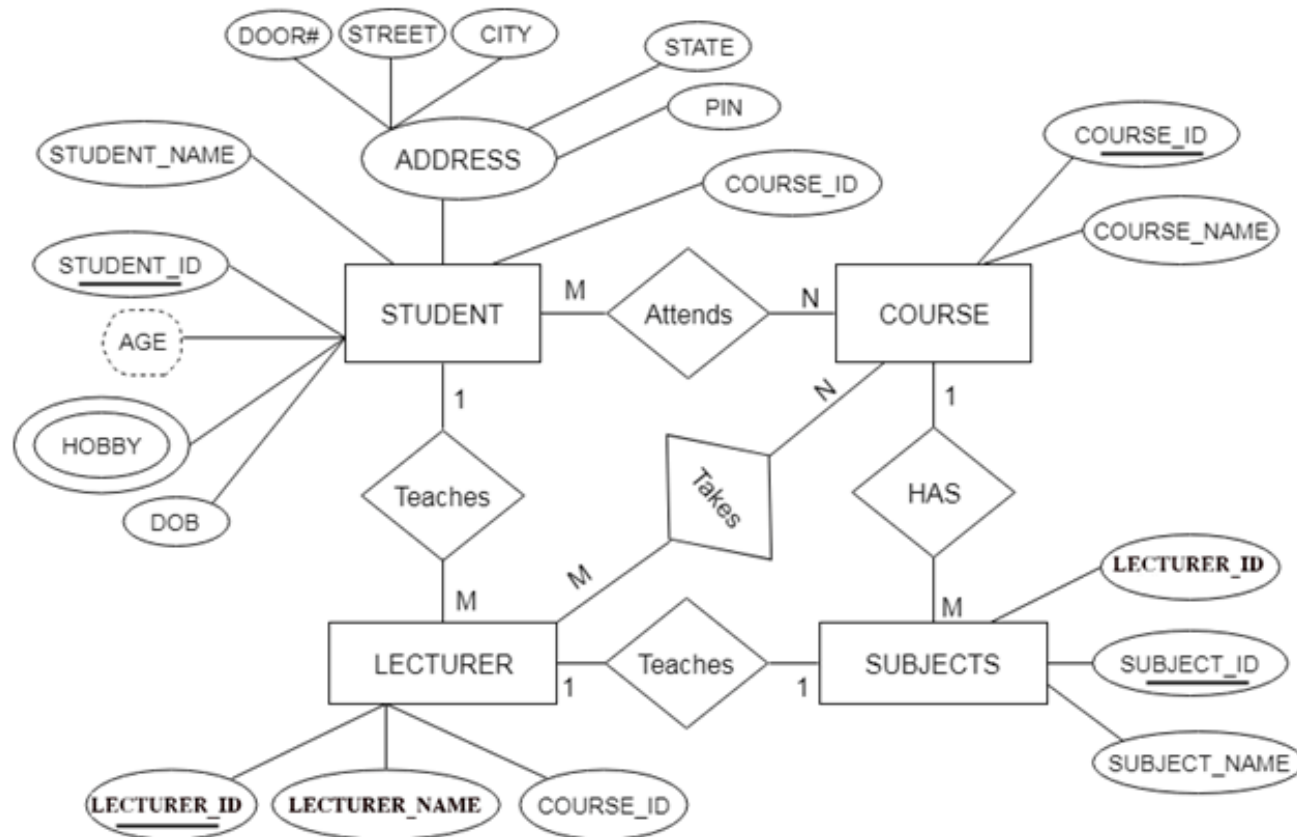 DOOR#
STREET
CITY
STATE
PIN
ADDRESS
STUDENT_NAME
COURSE_ID
COURSE_ID
COURSE_NAME
STUDENT_ID
AGE
HOBBY
DOB
STUDENT
M
Attends
N
COURSE
1
Teaches
M
N
Takes
M
1
HAS
M
LECTURER
1
Teaches
1
SUBJECTS
LECTURER_ID
SUBJECT_ID
SUBJECT_NAME
LECTURER_ID
LECTURER_NAME
COURSE_ID